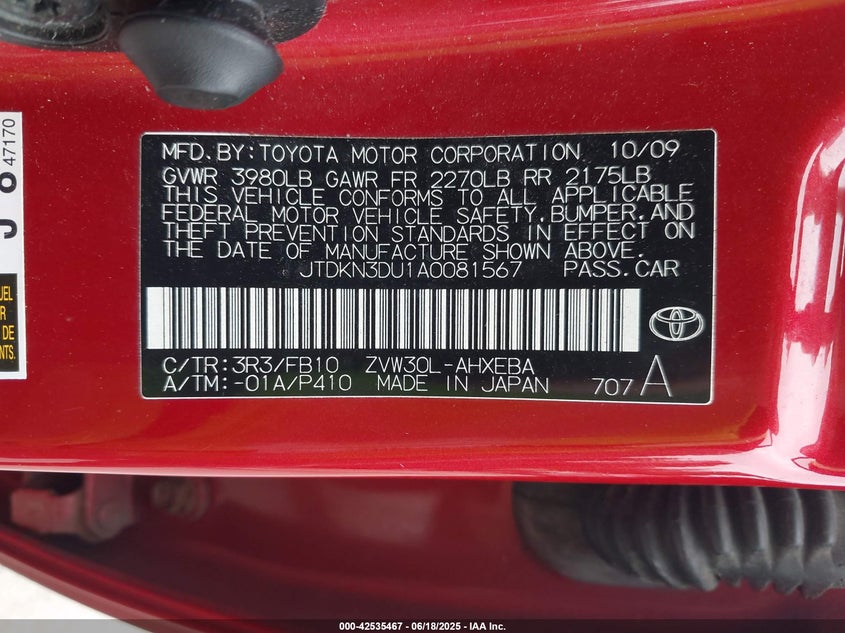 MFD. BY: TOYOTA MOTOR CORPORATION 10/09
GVWR 3980LB GAWR FR 2270LB RR 2175LB
THIS VEHICLE CONFORMS TO ALL APPLICABLE
FEDERAL MOTOR VEHICLE SAFETY, BUMPER, AND
THEFT PREVENTION STANDARDS IN EFFECT ON
THE DATE OF MANUFACTURE SHOWN ABOVE.
JTDKN3DU1A0081567 PASS. CAR
C/TR: 3R3/FB10 ZVW30L-AHXEBA
A/TM: -01A/P410 MADE IN JAPAN 707 A
47170
DE
000-42535467 - 06/18/2025 - IAA Inc.